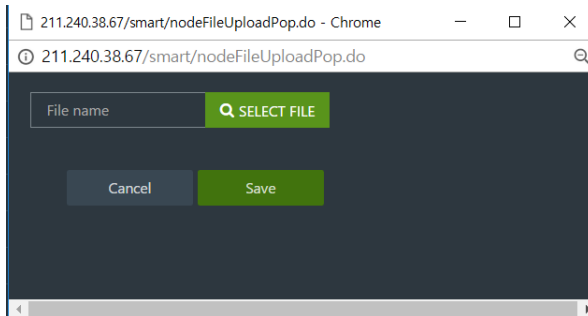 211.240.38.67/smart/nodeFileUploadPop.do - Chrome
211.240.38.67/smart/nodeFileUploadPop.do
File name SELECT FILE
Cancel Save